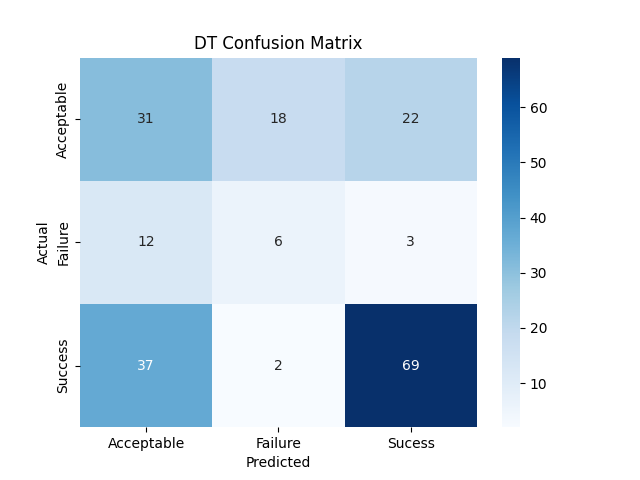 DT Confusion Matrix
Actual
Acceptable
31 18 22
60
50
Failure
12 6 3
40
30
Success
37 2 69
20
10
Acceptable Failure Sucess
Predicted